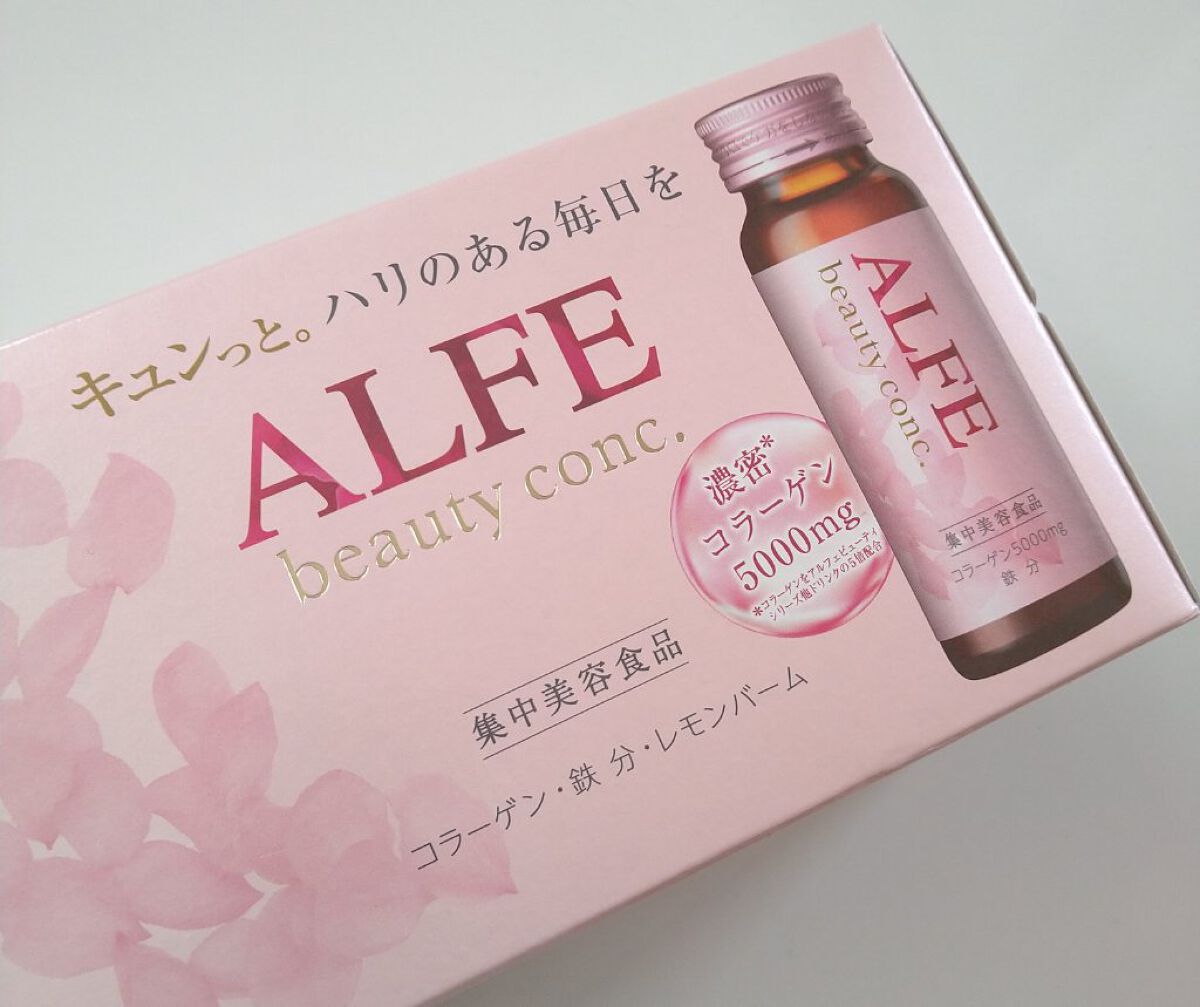 キュンっと。ハリのある毎日を
ALFE
beauty conc.
濃密*
コラーゲン
5000mg
*コラーゲンをアルフェビューティ
シリーズ他ドリンクの5倍配合
集中美容食品
コラーゲン・鉄 分・レモンバーム
ALFE
beauty conc.
集中美容食品
コラーゲン5000mg
鉄 分